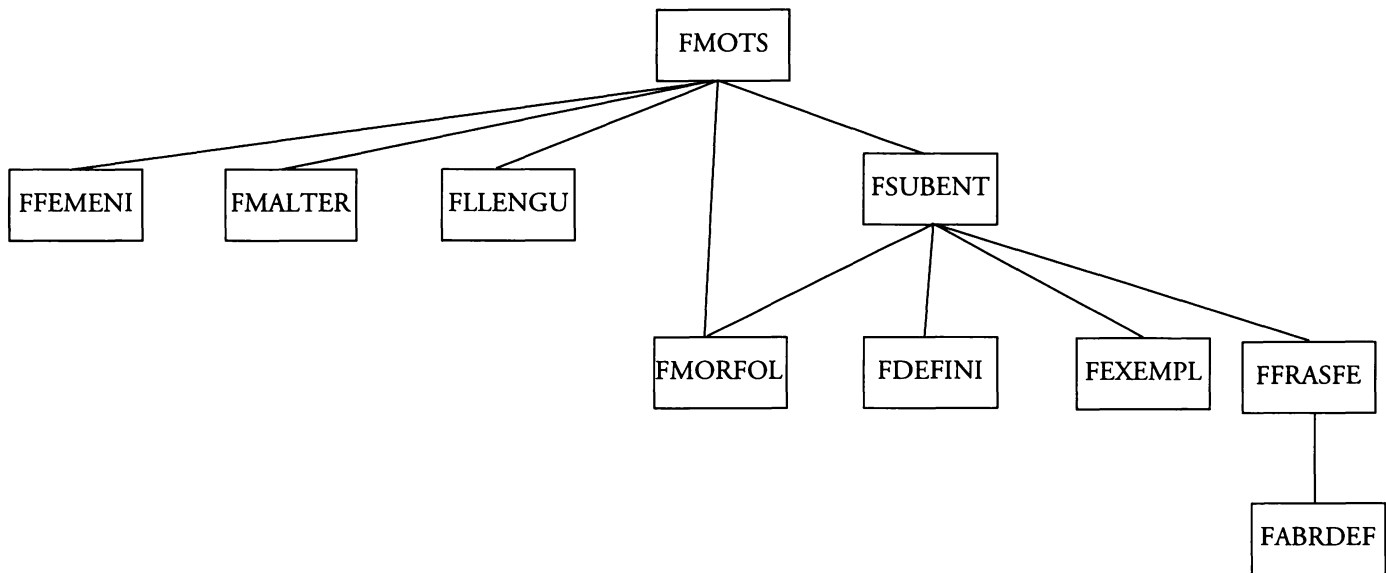 FMOTS
FFEMENI
FMALTER
FLLENGU
FSUBENT
FMORFOL
FDEFINI
FEXEMPL
FFRASFE
FABRDEF